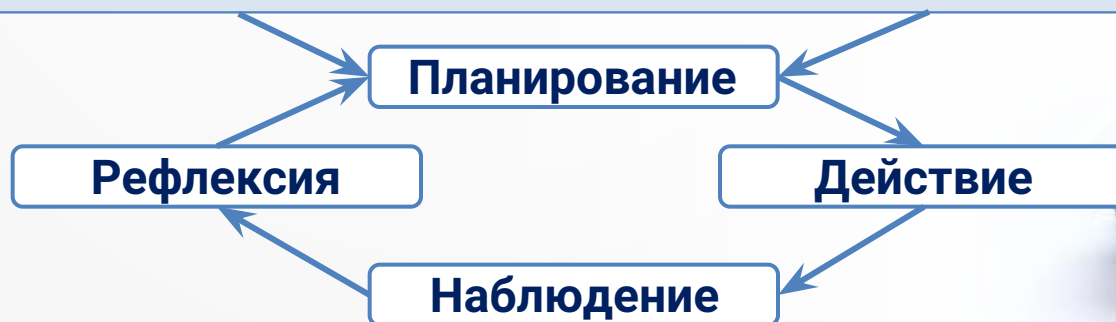 Планирование
Рефлексия
Действие
Наблюдение